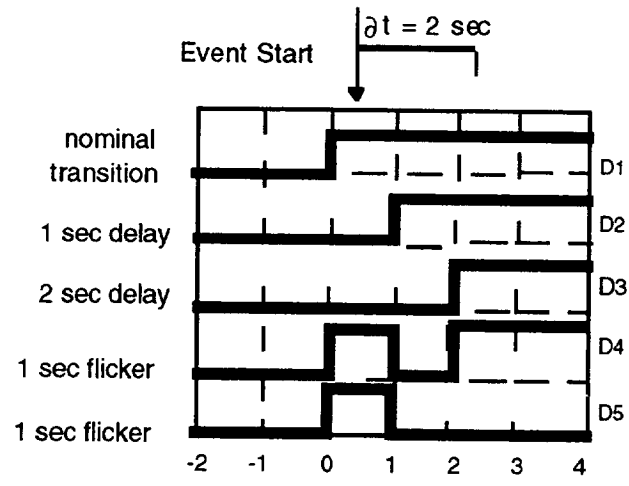 ∂t = 2 sec
Event Start
nominal
transition
D1
1 sec delay
D2
2 sec delay
D3
1 sec flicker
D4
1 sec flicker
D5
-2 -1 0 1 2 3 4